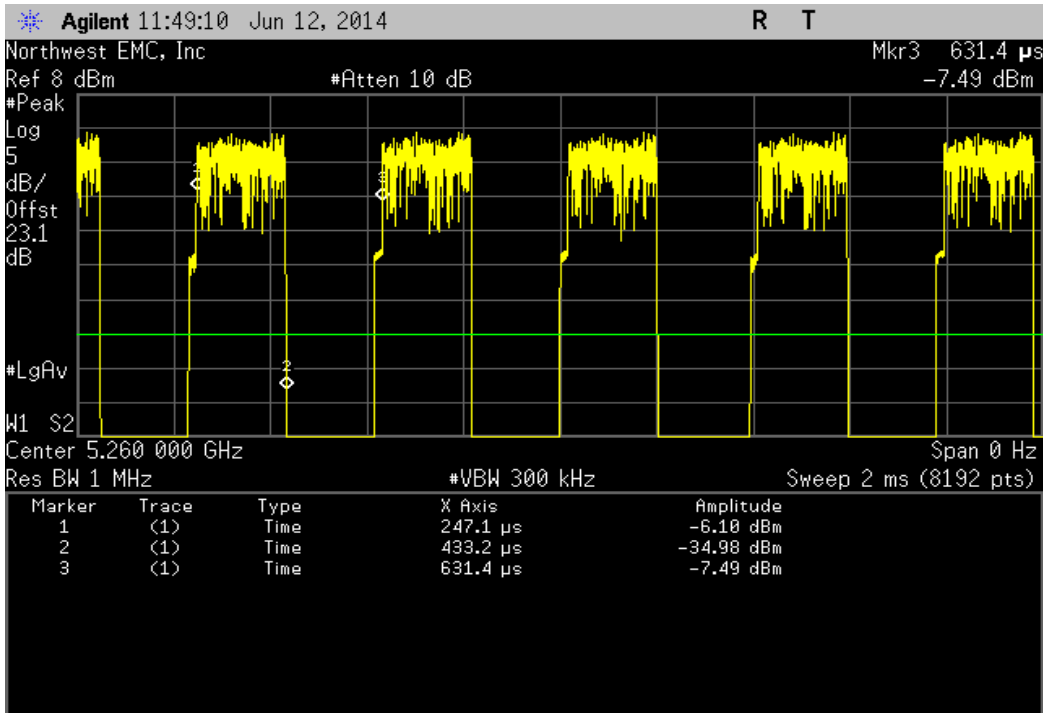 Agilent 11:49:10 Jun 12, 2014 R T
Northwest EMC, Inc Mkr3 631.4 µs
Ref 8 dBm #Atten 10 dB -7.49 dBm
#Peak
Log
5
dB/
Offst
23.1
dB
1
3
2
#LgAv
W1 S2
Center 5.260 000 GHz Span 0 Hz
Res BW 1 MHz #VBW 300 kHz Sweep 2 ms (8192 pts)
Marker Trace Type X Axis Amplitude
1 (1) Time 247.1 µs -6.10 dBm
2 (1) Time 433.2 µs -34.98 dBm
3 (1) Time 631.4 µs -7.49 dBm